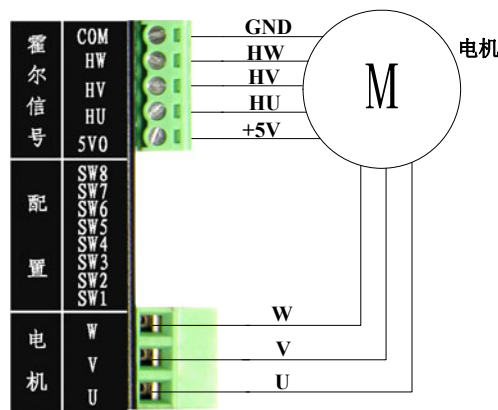 霍尔信号
COM
HW
HV
HU
5VO
配置
SW8
SW7
SW6
SW5
SW4
SW3
SW2
SW1
电机
W
V
U
GND
HW
HV
HU
+5V
M
电机
W
V
U